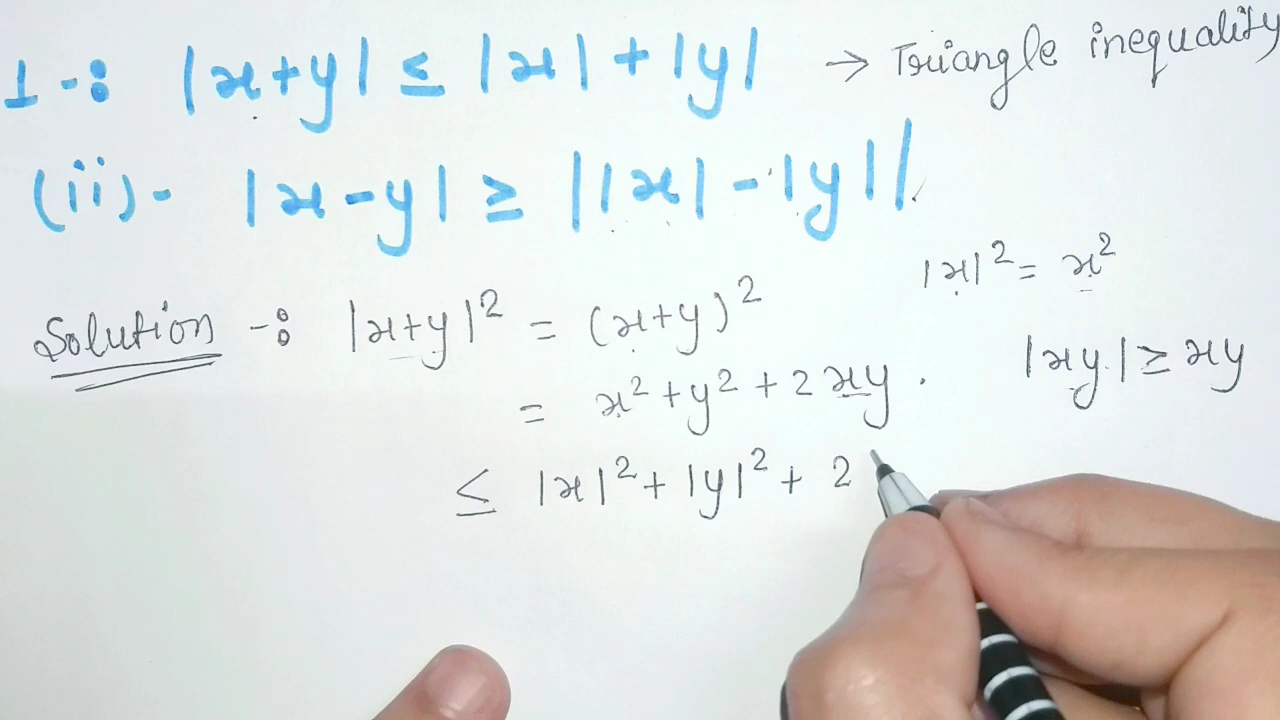 1 -: |x+y| ≤ |x| + |y| → Triangle inequality
(ii)- |x-y| ≥ ||x| - |y||.
|x|² = x²
Solution -: |x+y|² = (x+y)²
|xy| ≥ xy
= x² + y² + 2xy.
≤ |x|² + |y|² + 2